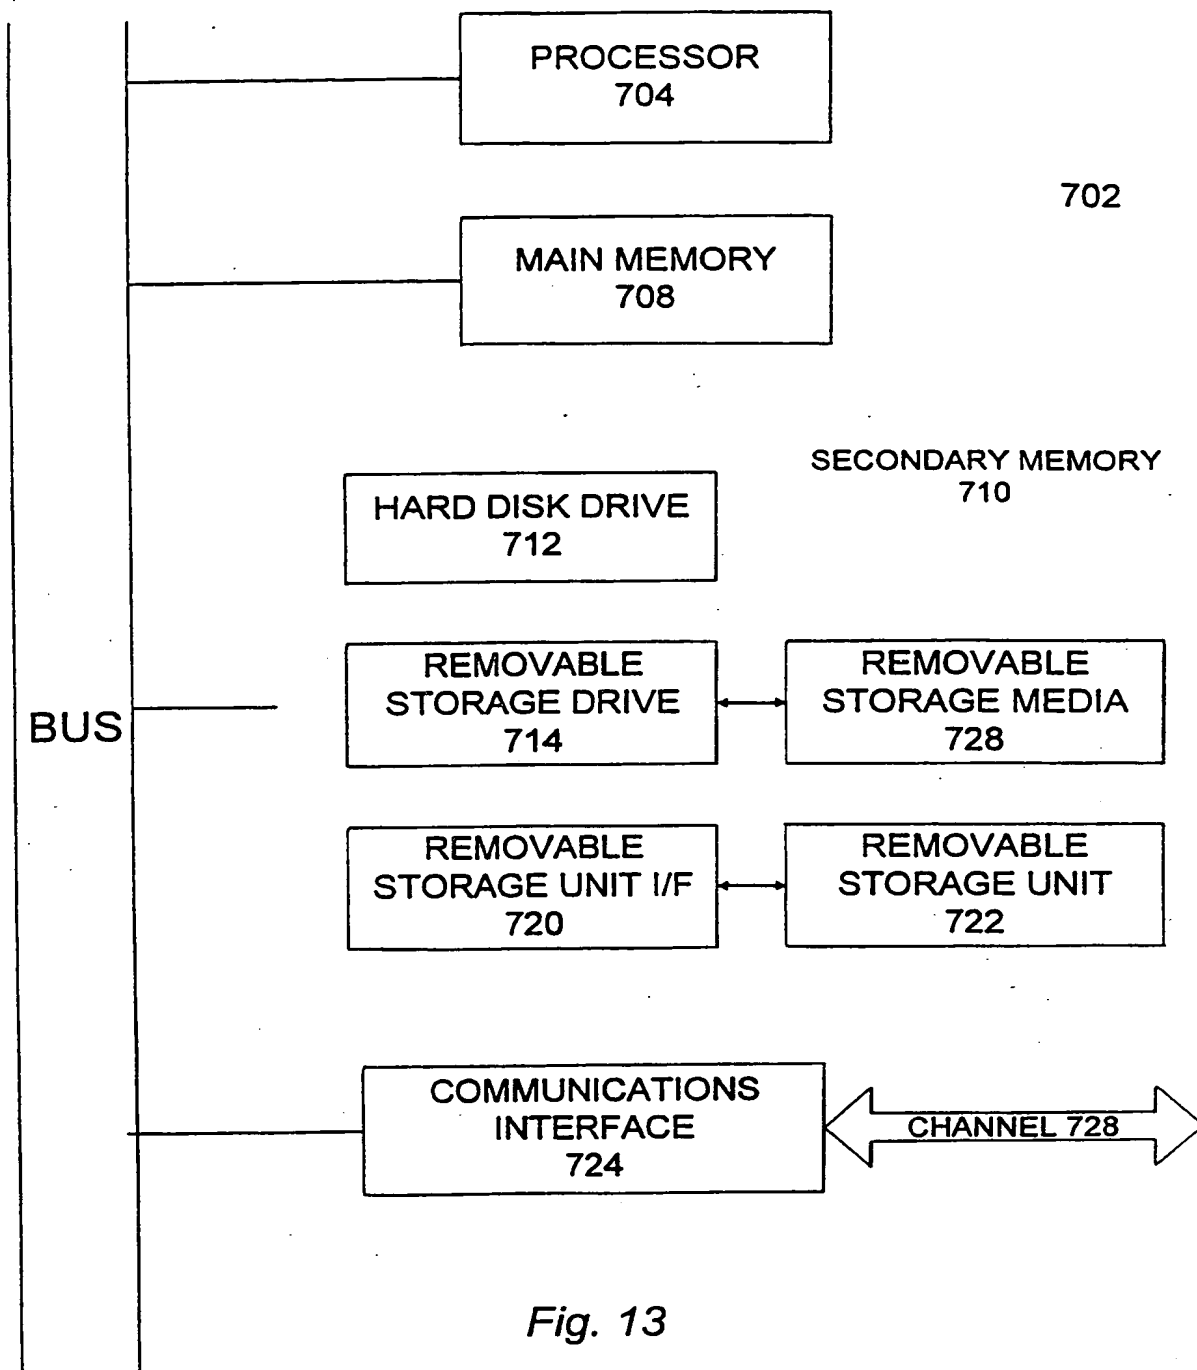 PROCESSOR
704
702
MAIN MEMORY
708
SECONDARY MEMORY
710
HARD DISK DRIVE
712
REMOVABLE
STORAGE DRIVE
714
REMOVABLE
STORAGE MEDIA
728
BUS
REMOVABLE
STORAGE UNIT I/F
720
REMOVABLE
STORAGE UNIT
722
COMMUNICATIONS
INTERFACE
724
CHANNEL 728
Fig. 13